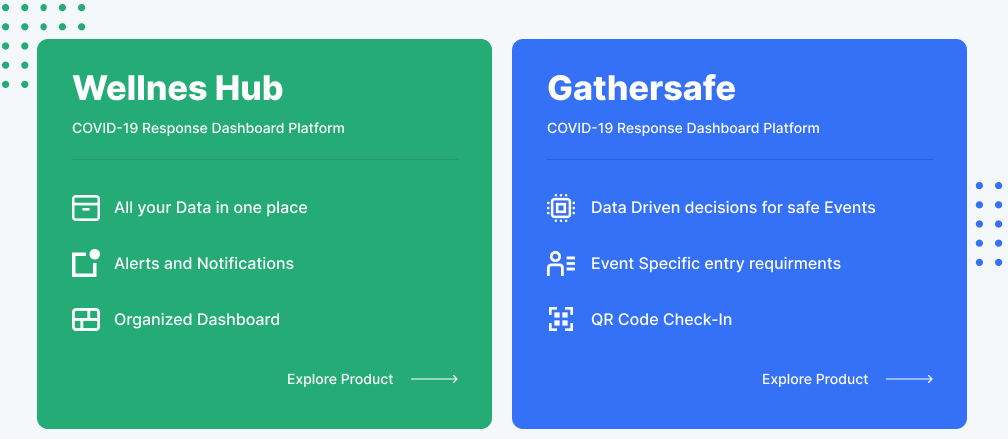 Wellnes Hub
COVID-19 Response Dashboard Platform
All your Data in one place
Alerts and Notifications
Organized Dashboard
Explore Product
Gathersafe
COVID-19 Response Dashboard Platform
Data Driven decisions for safe Events
Event Specific entry requirments
QR Code Check-In
Explore Product